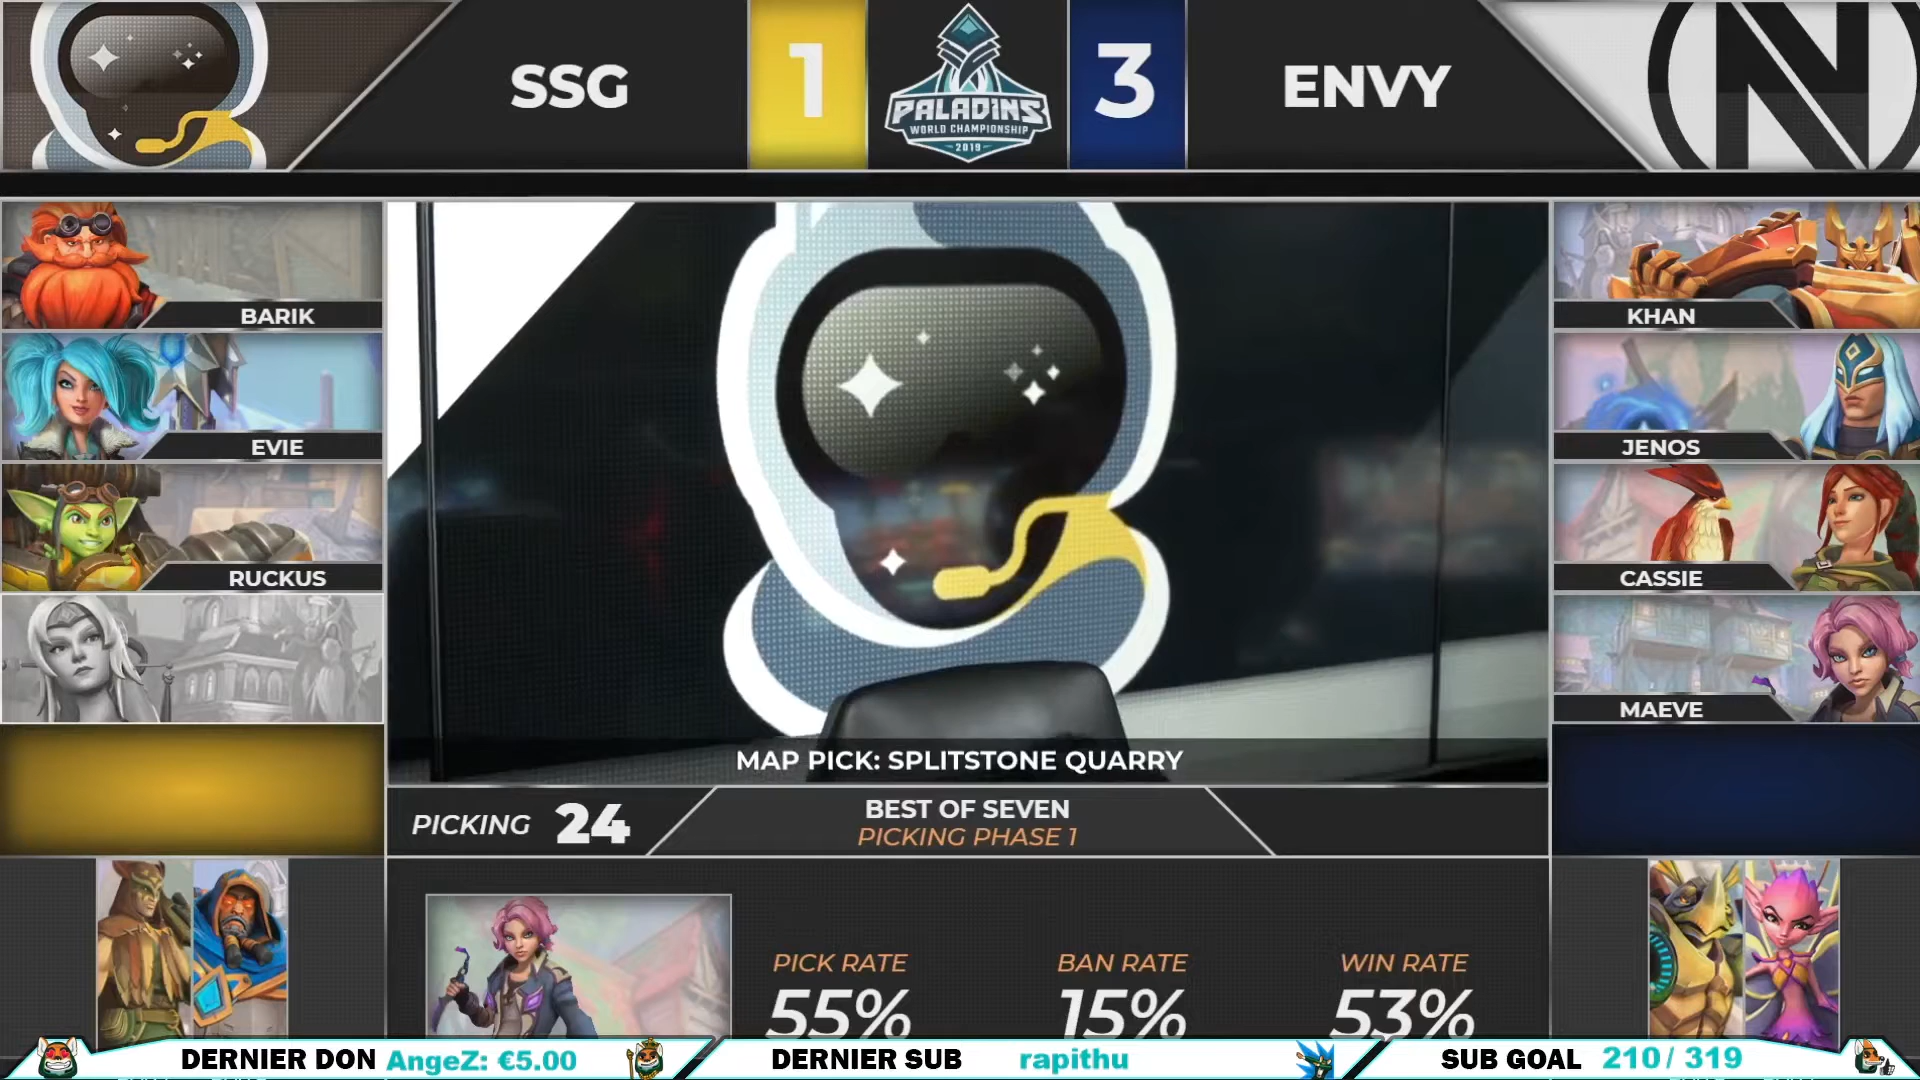 SSG
1
PALADINS
WORLD CHAMPIONSHIP
2019
3
ENVY
BARIK
EVIE
RUCKUS
KHAN
JENOS
CASSIE
MAEVE
MAP PICK: SPLITSTONE QUARRY
PICKING 24
BEST OF SEVEN
PICKING PHASE 1
PICK RATE
55%
BAN RATE
15%
WIN RATE
53%
DERNIER DON AngeZ: €5.00
DERNIER SUB rapithu
SUB GOAL 210 / 319